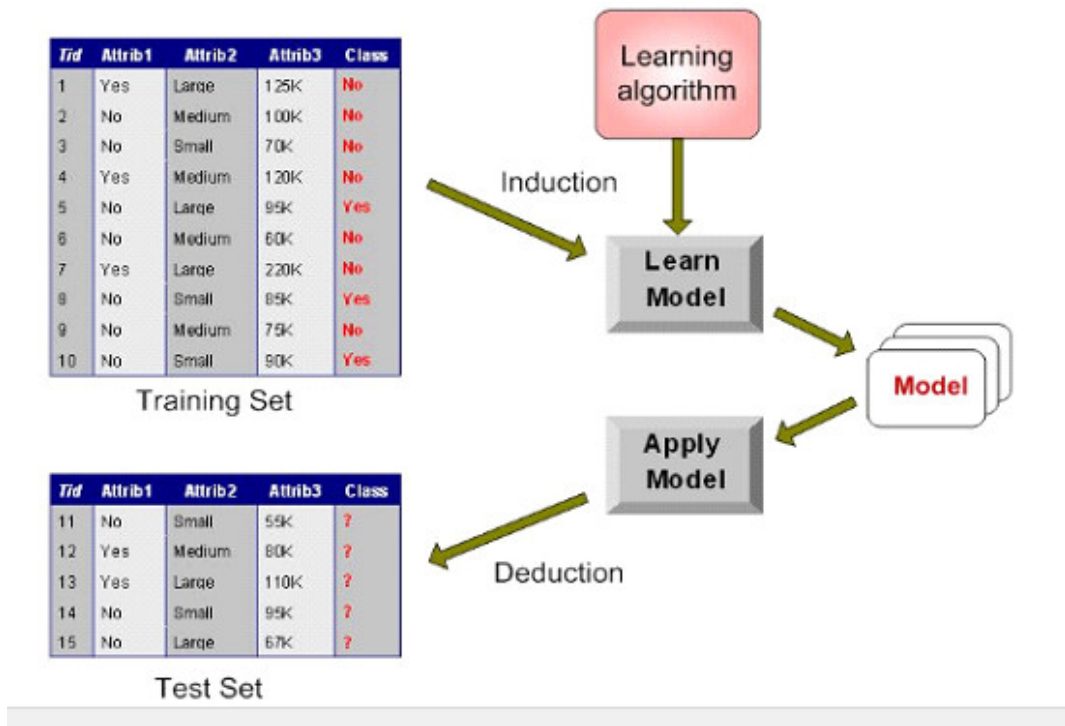 Tid Attrib1 Attrib2 Attrib3 Class
1 Yes Large 125K No
2 No Medium 100K No
3 No Small 70K No
4 Yes Medium 120K No
5 No Large 95K Yes
6 No Medium 60K No
7 Yes Large 220K No
8 No Small 85K Yes
9 No Medium 75K No
10 No Small 90K Yes
Training Set
Learning
algorithm
Induction
Learn
Model
Model
Apply
Model
Deduction
Tid Attrib1 Attrib2 Attrib3 Class
11 No Small 55K ?
12 Yes Medium 80K ?
13 Yes Large 110K ?
14 No Small 95K ?
15 No Large 67K ?
Test Set